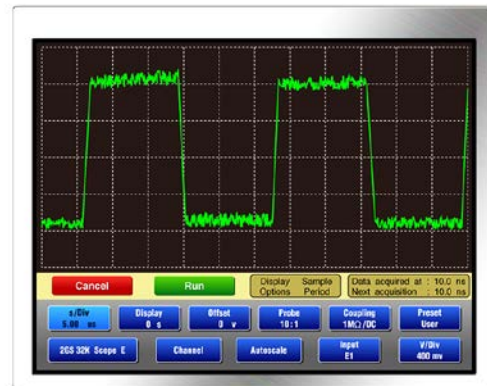 Cancel
Run
Display Sample
Options Period
Data acquired at : 10.0 ns
Next acquisition : 10.0 ns
s/Div
5.00 ns
Display
0 s
Offset
0 v
Probe
10:1
Coupling
1MΩ/DC
Preset
User
2GS 32K Scope E
Channel
Autoscale
Input
E1
V/Div
400 mv